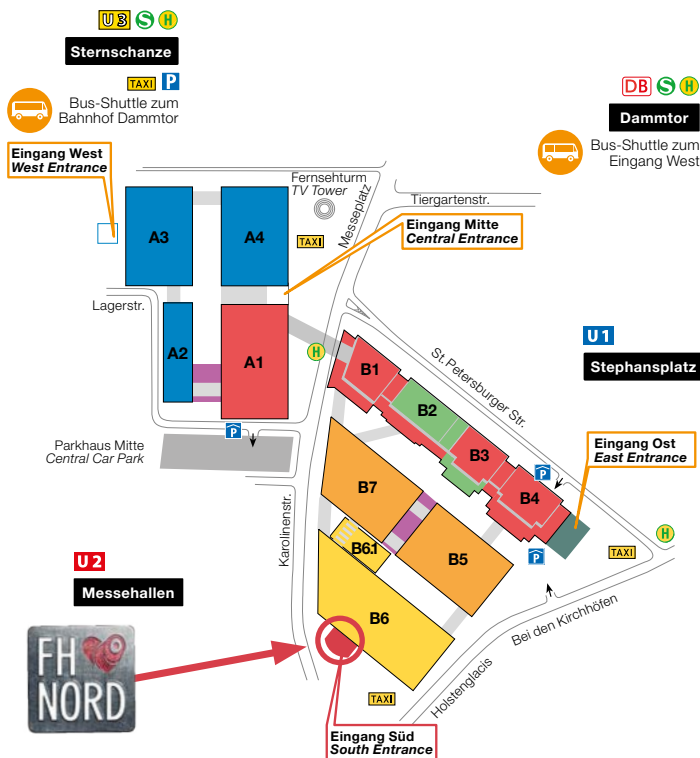 U3 S H
Sternschanze
TAXI P
Bus-Shuttle zum
Bahnhof Dammtor
DB S H
Dammtor
Bus-Shuttle zum
Eingang West
Eingang West
West Entrance
Fernsehturm
TV Tower
Messeplatz
Tiergartenstr.
A3
A4
TAXI
Eingang Mitte
Central Entrance
Lagerstr.
A2
A1
H
B1
St. Petersburger Str.
U1
Stephansplatz
B2
P
Parkhaus Mitte
Central Car Park
B3
Eingang Ost
East Entrance
P
B4
B7
Karolinenstr.
B6.1
B5
P
TAXI
H
U2
Messehallen
B6
Bei den Kirchhöfen
Holstenglacis
FH
NORD
TAXI
Eingang Süd
South Entrance